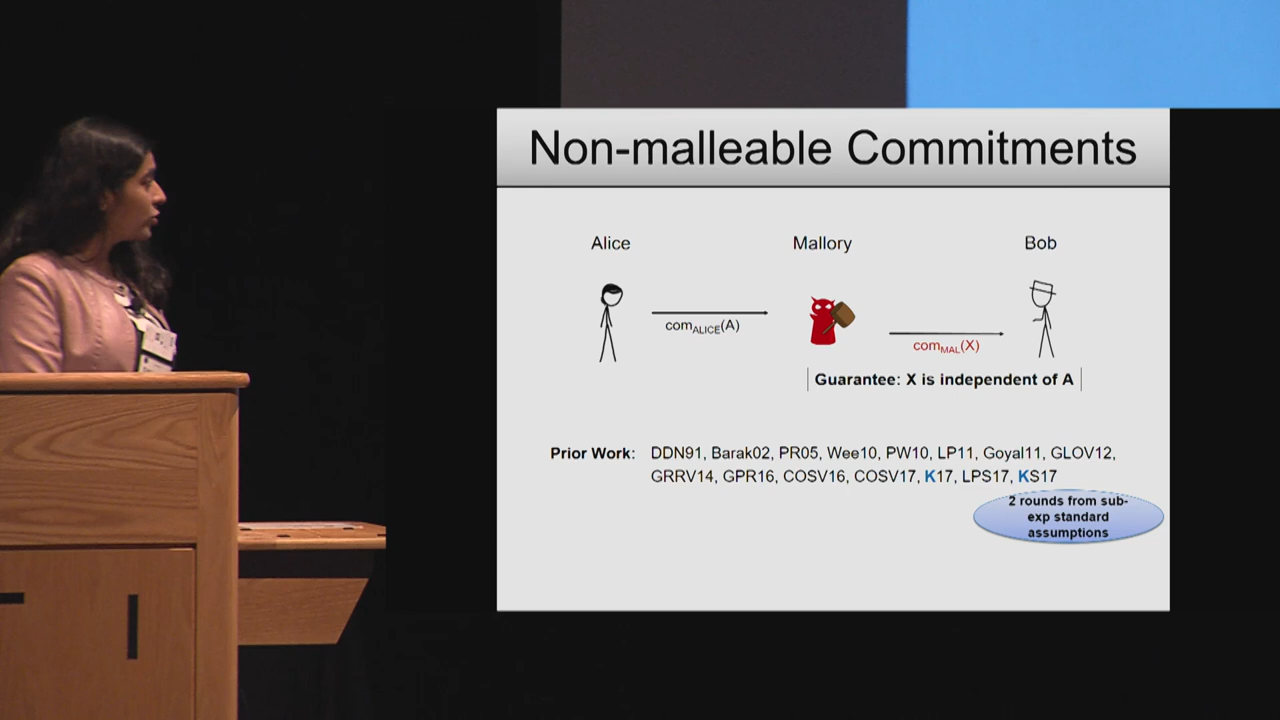 Non-malleable Commitments
Alice
Mallory
Bob
comALICE(A)
comMAL(X)
Guarantee: X is independent of A
Prior Work: DDN91, Barak02, PR05, Wee10, PW10, LP11, Goyal11, GLOV12,
GRRV14, GPR16, COSV16, COSV17, K17, LPS17, KS17
2 rounds from sub-
exp standard
assumptions